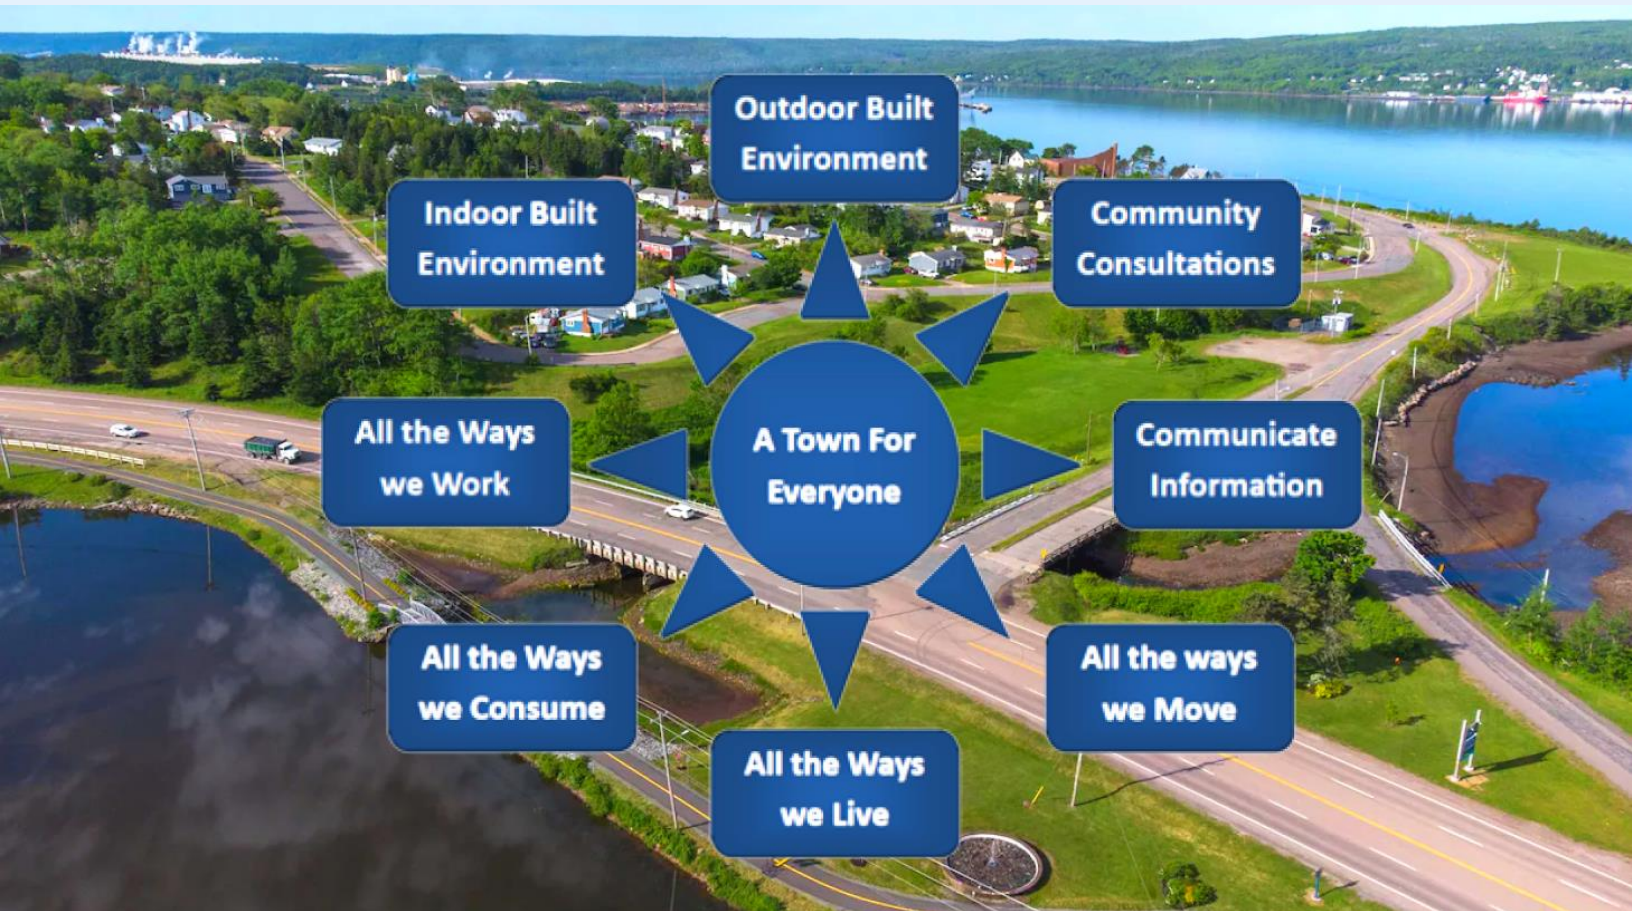 Outdoor Built
Environment
Indoor Built
Environment
Community
Consultations
All the Ways
we Work
A Town For
Everyone
Communicate
Information
All the Ways
we Consume
All the ways
we Move
All the Ways
we Live